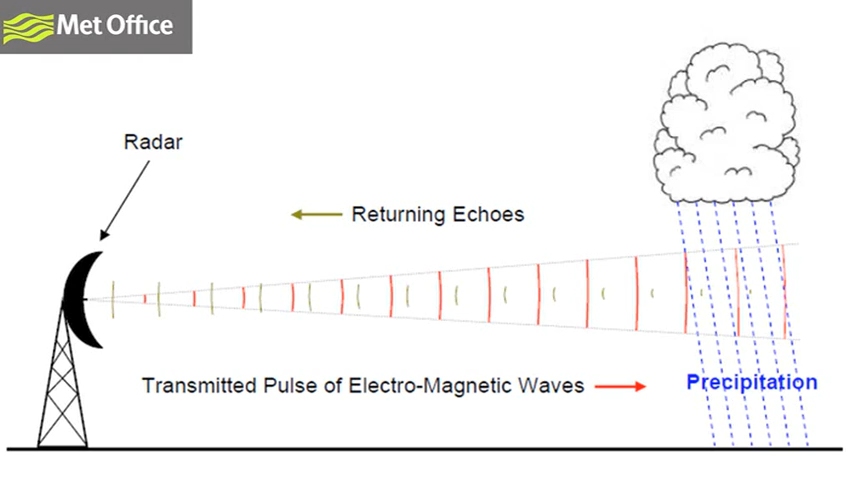 Met Office
Radar
Returning Echoes
Transmitted Pulse of Electro-Magnetic Waves
Precipitation